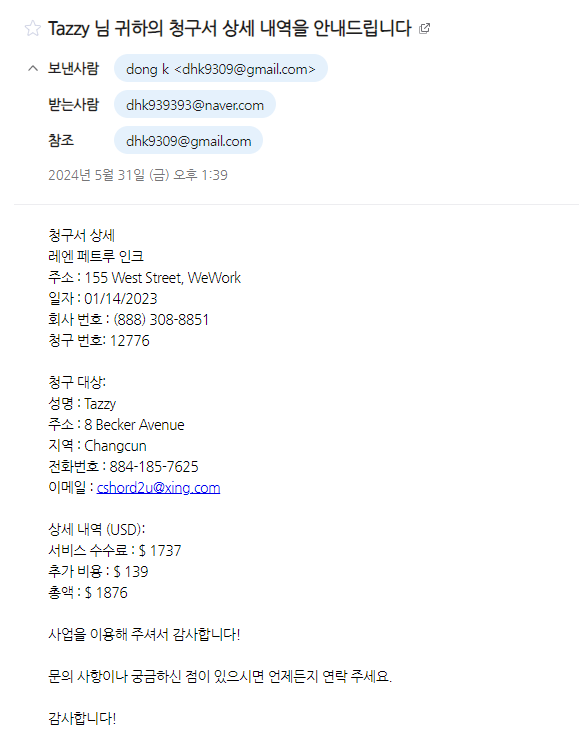 Tazzy 님 귀하의 청구서 상세 내역을 안내드립니다
보낸사람 dong k <dhk9309@gmail.com>
받는사람 dhk939393@naver.com
참조 dhk9309@gmail.com
2024년 5월 31일 (금) 오후 1:39
청구서 상세
레엔 페트루 인크
주소 : 155 West Street, WeWork
일자 : 01/14/2023
회사 번호 : (888) 308-8851
청구 번호: 12776
청구 대상:
성명 : Tazzy
주소 : 8 Becker Avenue
지역 : Changcun
전화번호 : 884-185-7625
이메일 : cshord2u@xing.com
상세 내역 (USD):
서비스 수수료 : $ 1737
추가 비용 : $ 139
총액 : $ 1876
사업을 이용해 주셔서 감사합니다!
문의 사항이나 궁금하신 점이 있으시면 언제든지 연락 주세요.
감사합니다!